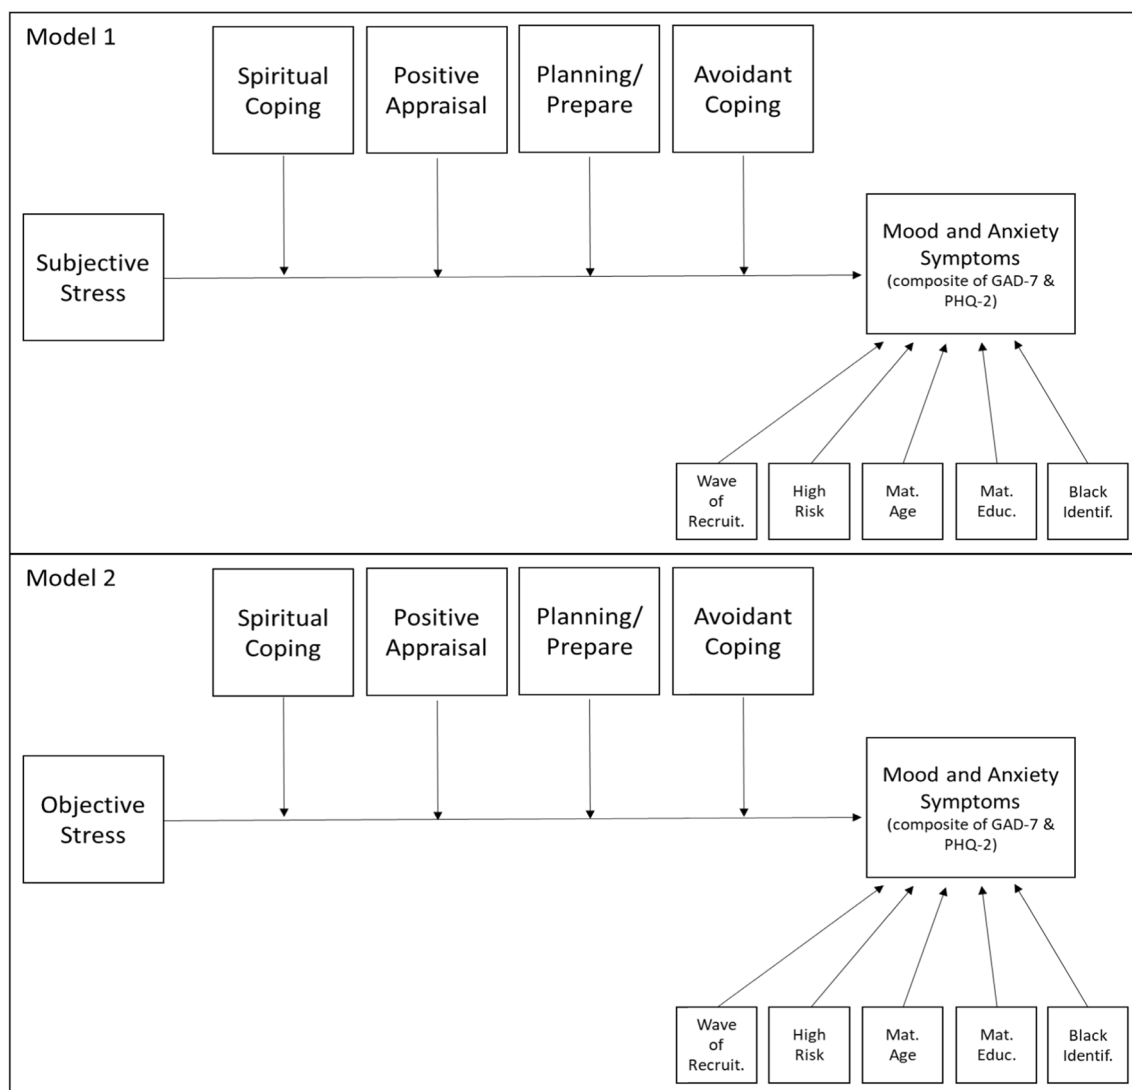 Model 1
Spiritual
Coping
Positive
Appraisal
Planning/
Prepare
Avoidant
Coping
Subjective
Stress
Mood and Anxiety
Symptoms
(composite of GAD-7 &
PHQ-2)
Wave
of
Recruit.
High
Risk
Mat.
Age
Mat.
Educ.
Black
Identif.
Model 2
Spiritual
Coping
Positive
Appraisal
Planning/
Prepare
Avoidant
Coping
Objective
Stress
Mood and Anxiety
Symptoms
(composite of GAD-7 &
PHQ-2)
Wave
of
Recruit.
High
Risk
Mat.
Age
Mat.
Educ.
Black
Identif.